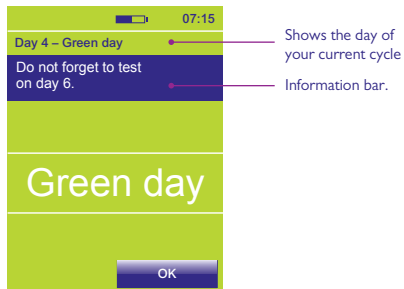 07:15
Day 4 – Green day
Shows the day of
your current cycle
Do not forget to test
on day 6.
Information bar.
Green day
OK